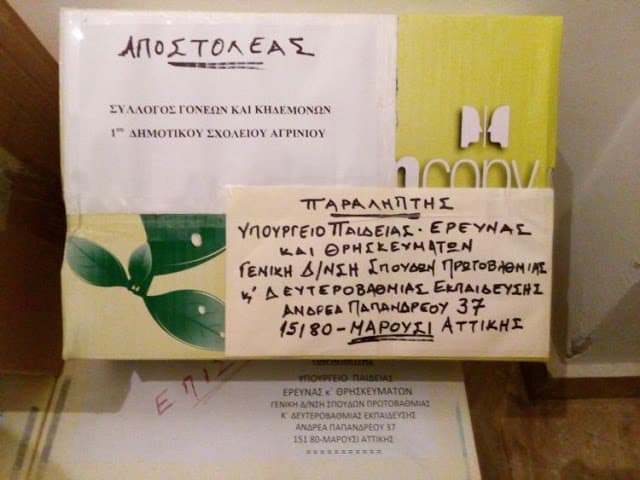 ΑΠΟΣΤΟΛΕΑΣ
ΣΥΛΛΟΓΟΣ ΓΟΝΕΩΝ ΚΑΙ ΚΗΔΕΜΟΝΩΝ
1ου ΔΗΜΟΤΙΚΟΥ ΣΧΟΛΕΙΟΥ ΑΓΡΙΝΙΟΥ
copy
ΠΑΡΑΛΗΠΤΗΣ
ΥΠΟΥΡΓΕΙΟ ΠΑΙΔΕΙΑΣ - ΕΡΕΥΝΑΣ
ΚΑΙ ΘΡΗΣΚΕΥΜΑΤΩΝ
ΓΕΝΙΚΗ Δ/ΝΣΗ ΣΠΟΥΔΩΝ ΠΡΩΤΟΒΑΘΜΙΑΣ
κ' ΔΕΥΤΕΡΟΒΑΘΜΙΑΣ ΕΚΠΑΙΔΕΥΣΗΣ
ΑΝΔΡΕΑ ΠΑΠΑΝΔΡΕΟΥ 37
15180 - ΜΑΡΟΥΣΙ ΑΤΤΙΚΗΣ
ΕΠΙΣ
ΥΠΟΥΡΓΕΙΟ ΠΑΙΔΕΙΑΣ
ΕΡΕΥΝΑΣ κ΄ ΘΡΗΣΚΕΥΜΑΤΩΝ
ΓΕΝΙΚΗ Δ/ΝΣΗ ΣΠΟΥΔΩΝ ΠΡΩΤΟΒΑΘΜΙΑΣ
Κ΄ ΔΕΥΤΕΡΟΒΑΘΜΙΑΣ ΕΚΠΑΙΔΕΥΣΗΣ
ΑΝΔΡΕΑ ΠΑΠΑΝΔΡΕΟΥ 37
151 80-ΜΑΡΟΥΣΙ ΑΤΤΙΚΗΣ
===========